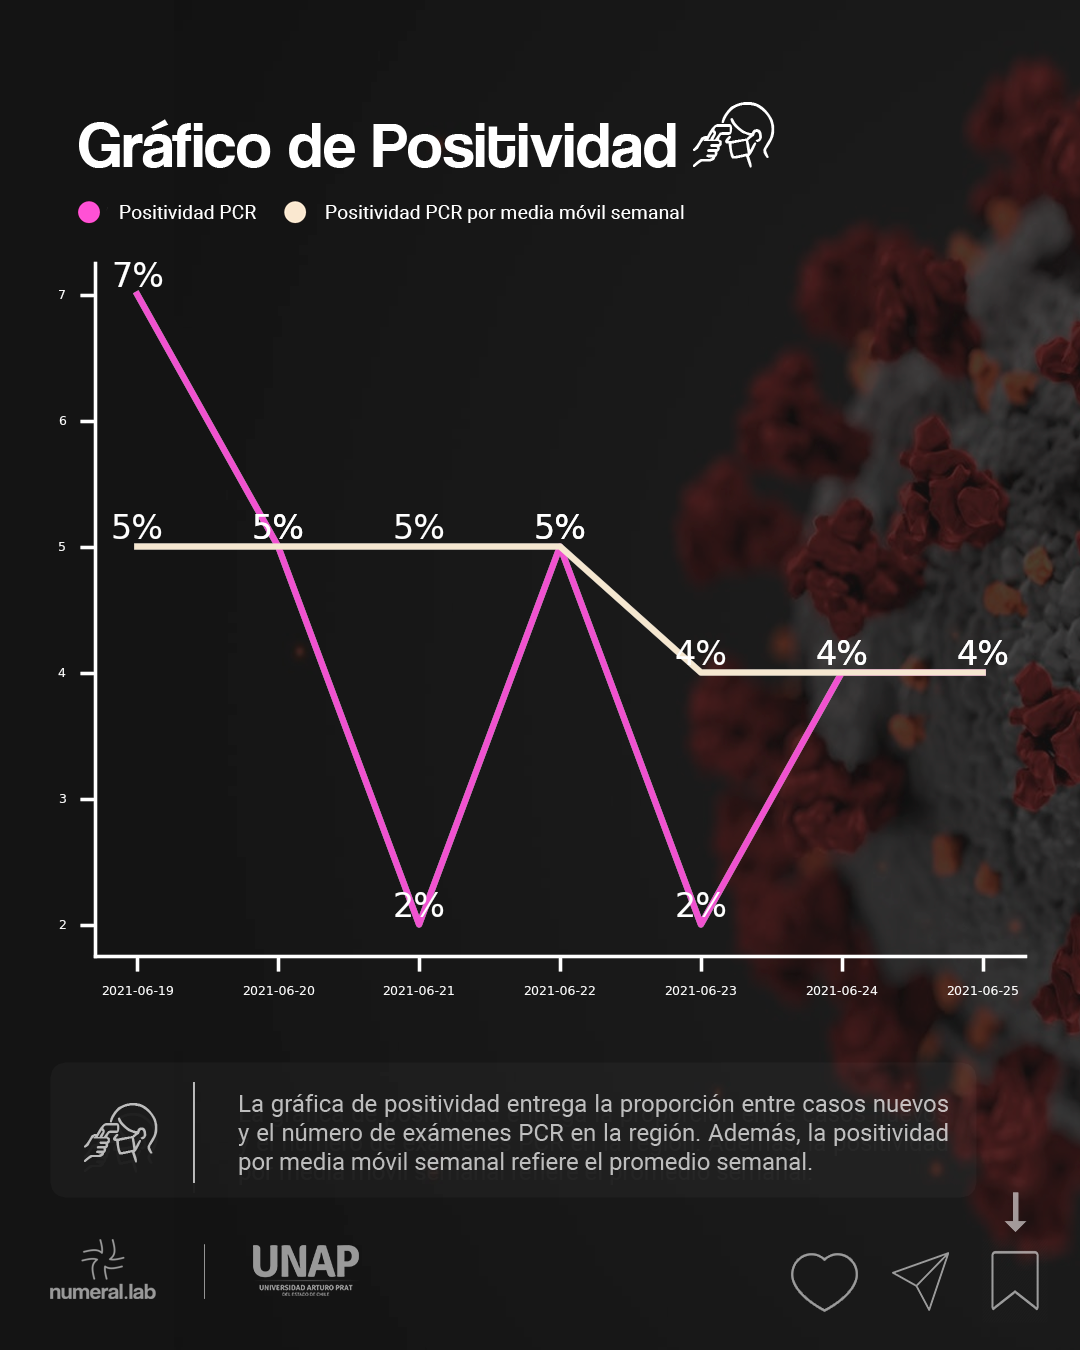 Gráfico de Positividad
Positividad PCR
Positividad PCR por media móvil semanal
7%
7
6
5% 5% 5% 5%
5
4% 4% 4%
4
3
2% 2%
2
2021-06-19 2021-06-20 2021-06-21 2021-06-22 2021-06-23 2021-06-24 2021-06-25
La gráfica de positividad entrega la proporción entre casos nuevos
y el número de exámenes PCR en la región. Además, la positividad
por media móvil semanal refiere el promedio semanal.
numeral.lab
UNAP
UNIVERSIDAD ARTURO PRAT
DEL ESTADO DE CHILE